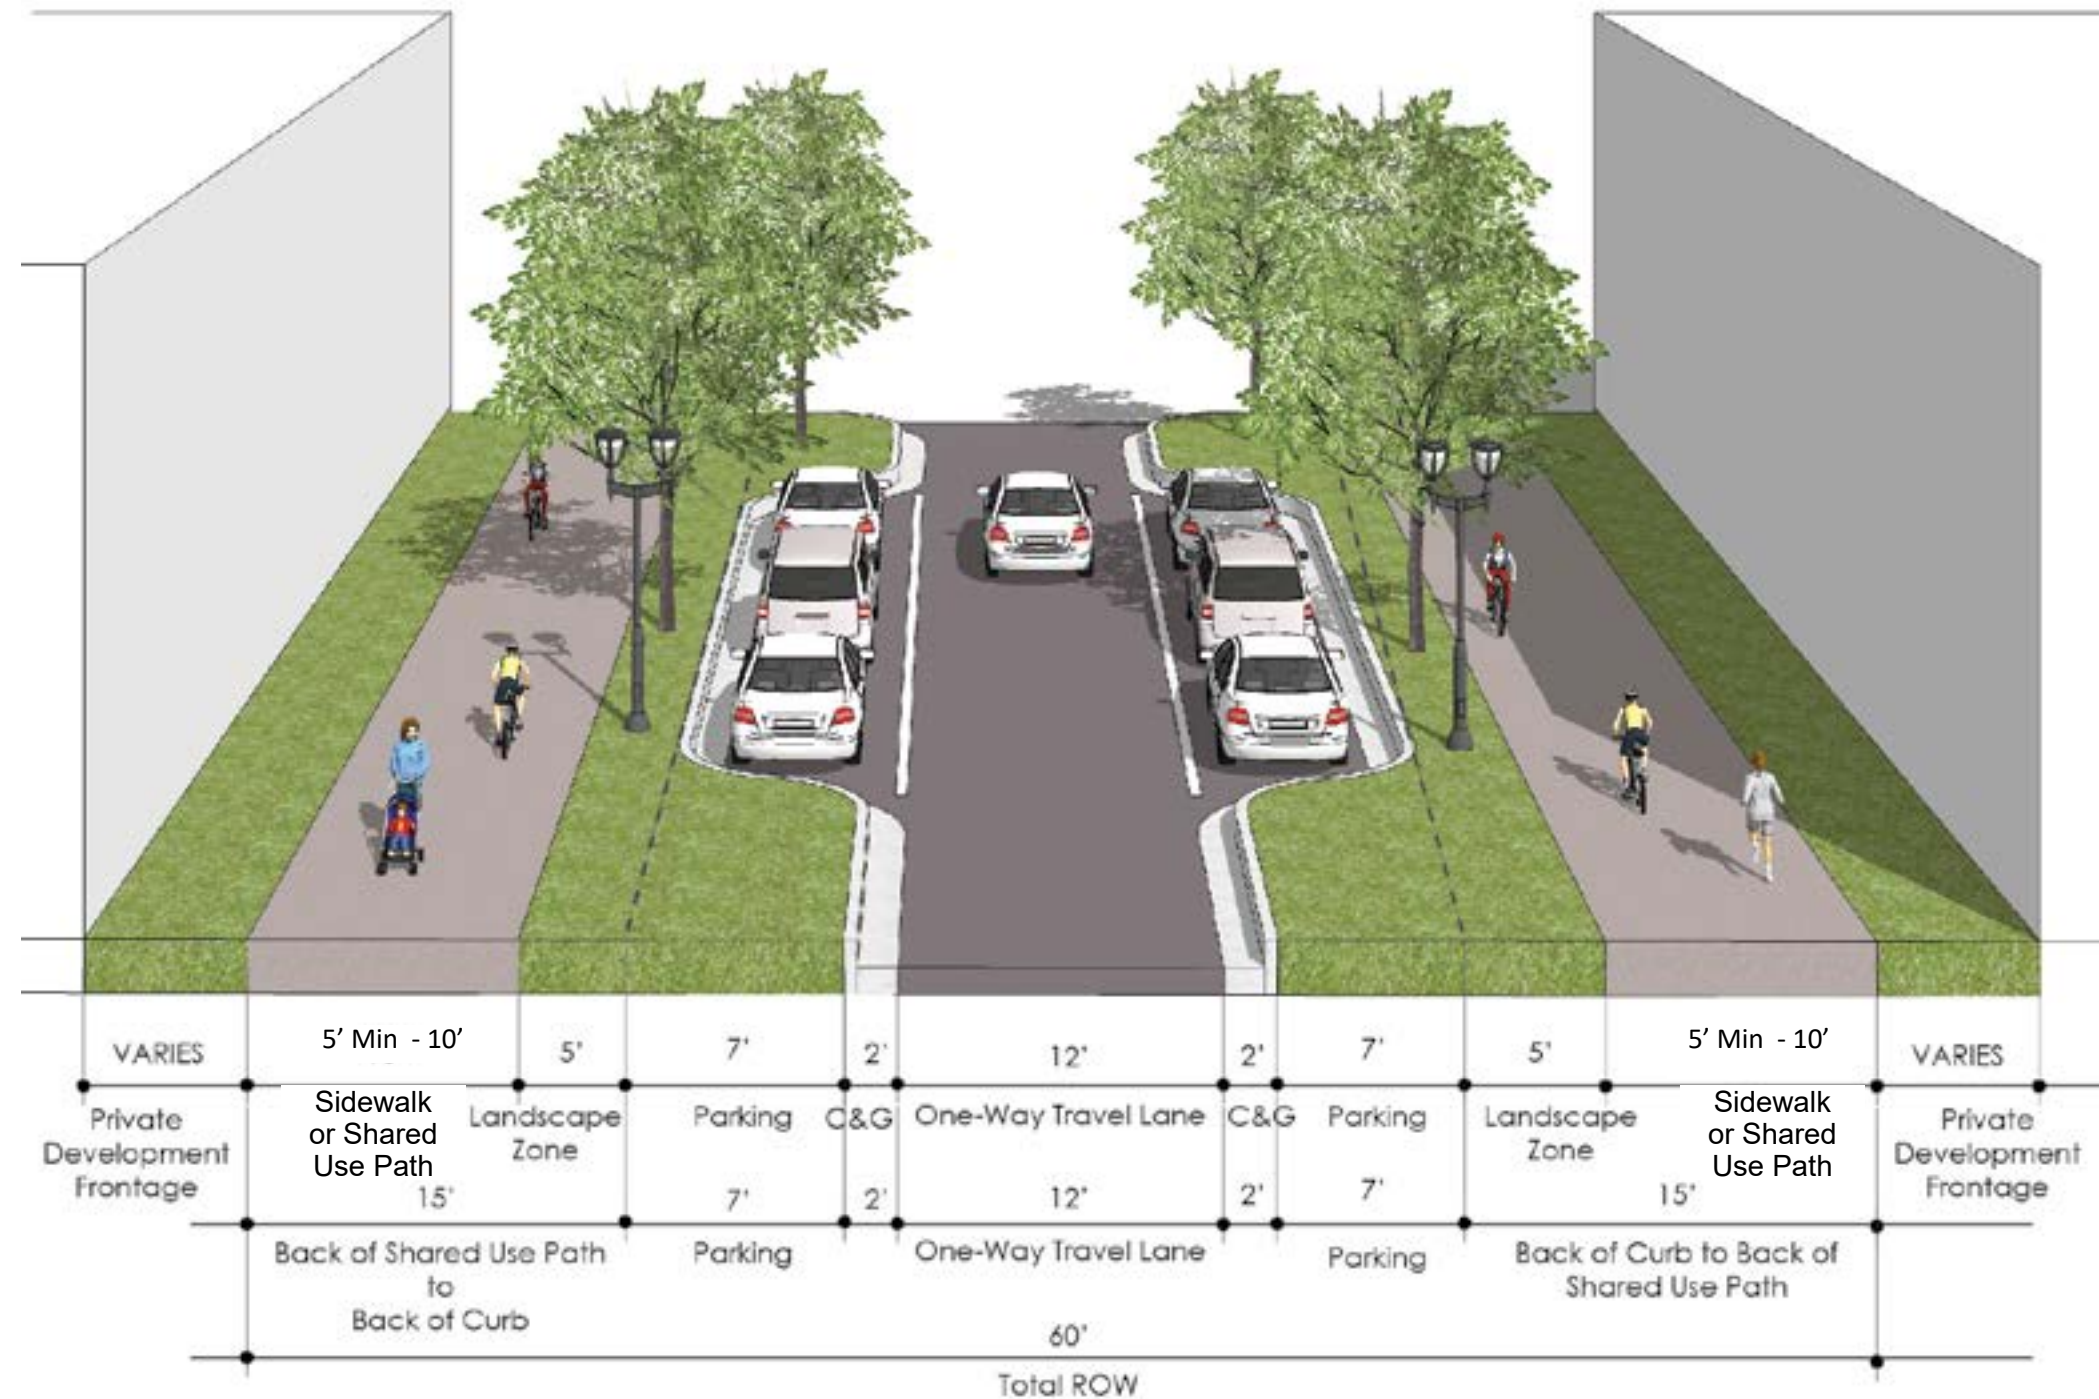 VARIES 5’ Min - 10’ 5' 7' 2' 12' 2' 7' 5' 5’ Min - 10’ VARIES
Private
Development
Frontage
Sidewalk
or Shared
Use Path
Landscape
Zone
Parking
C&G
One-Way Travel Lane
C&G
Parking
Landscape
Zone
Sidewalk
or Shared
Use Path
Private
Development
Frontage
15' 7' 2' 12' 2' 7' 15'
Back of Shared Use Path
to
Back of Curb
Parking
One-Way Travel Lane
Parking
Back of Curb to Back of
Shared Use Path
60'
Total ROW